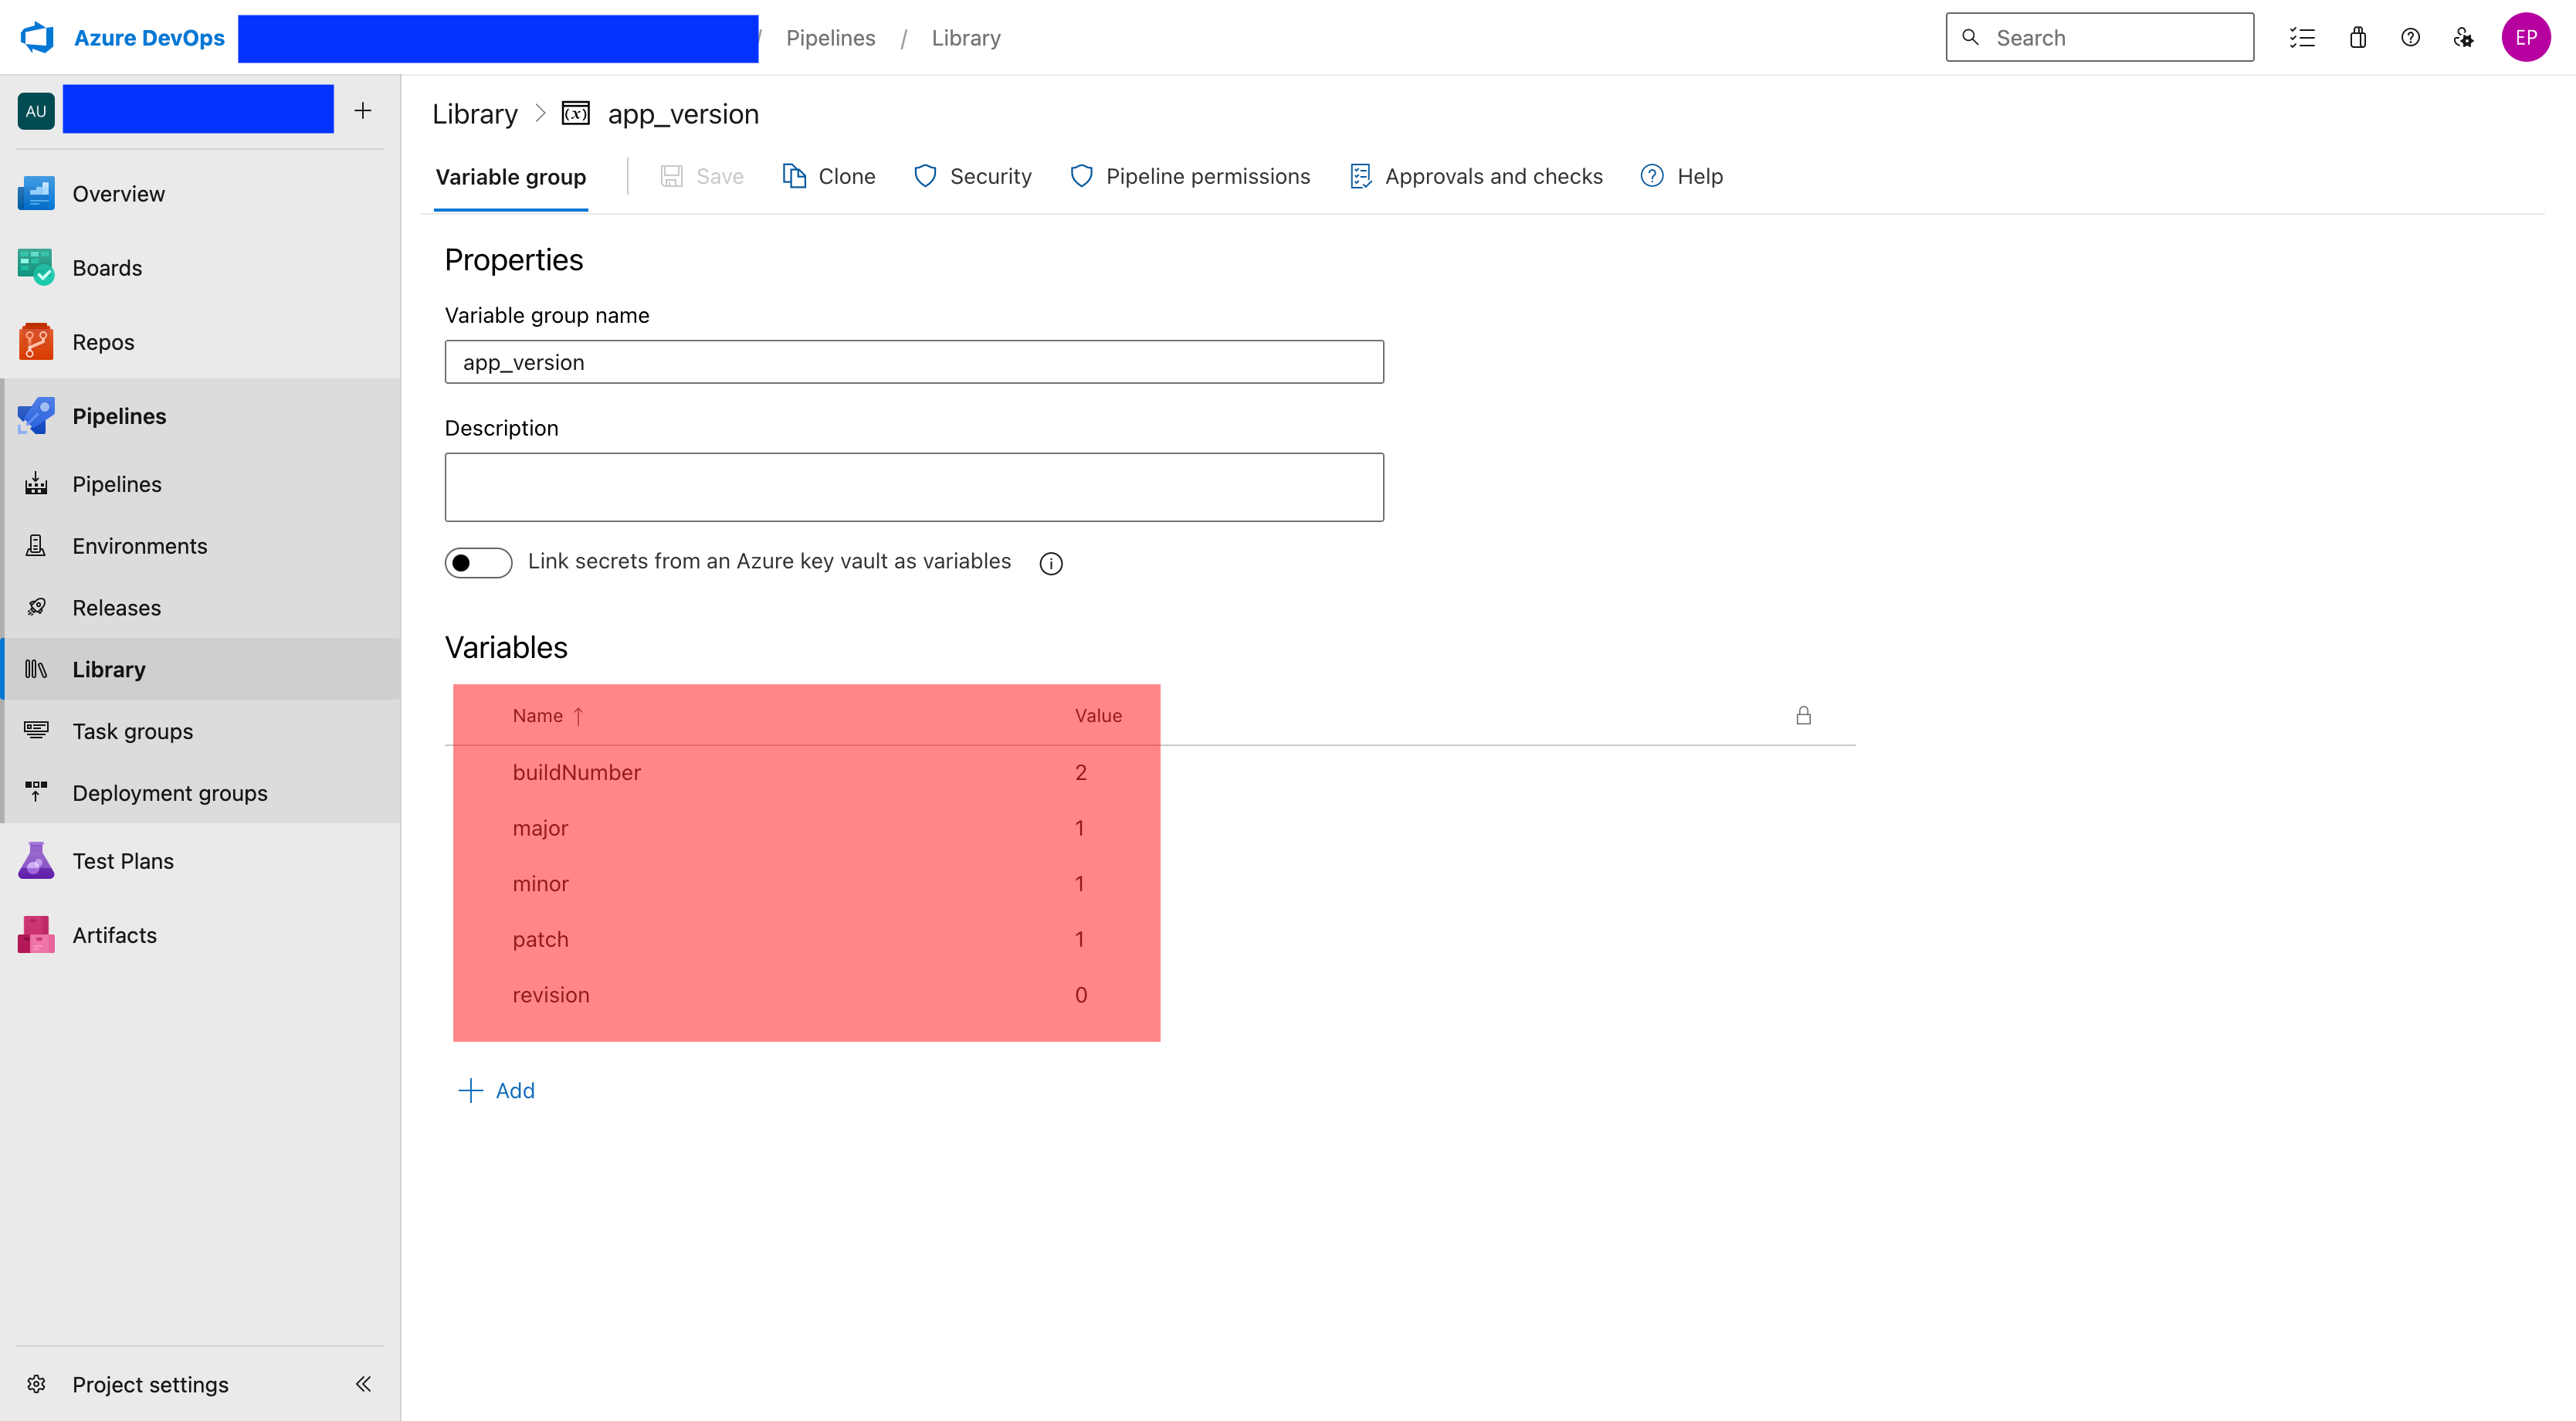 Azure DevOps / Pipelines / Library
Search
EP
AU
Overview
Boards
Repos
Pipelines
Pipelines
Environments
Releases
Library
Task groups
Deployment groups
Test Plans
Artifacts
Project settings
Library > (x) app_version
Variable group Save Clone Security Pipeline permissions Approvals and checks Help
Properties
Variable group name
app_version
Description
Link secrets from an Azure key vault as variables
Variables
Name ↑ Value
buildNumber 2
major 1
minor 1
patch 1
revision 0
+ Add